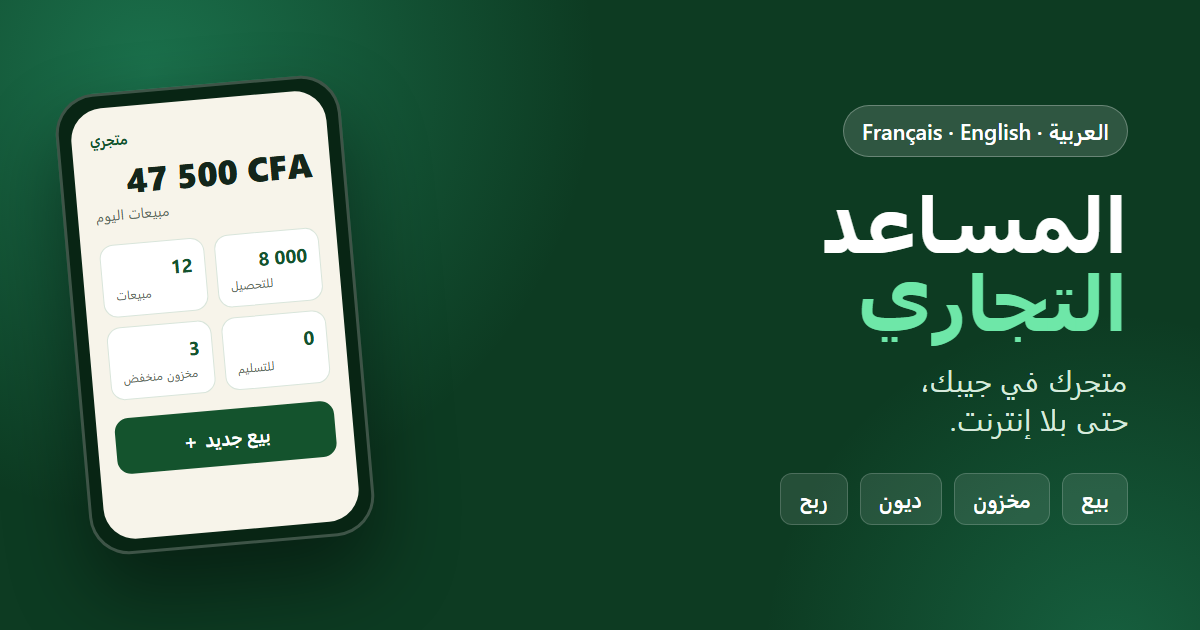 Français · English · العربية
المساعد
التجاري
متجرك في جيبك،
حتى بلا إنترنت.
بيع
مخزون
ديون
ربح
متجري
47 500 CFA
مبيعات اليوم
8 000
للتحصيل
12
مبيعات
0
للتسليم
3
مخزون منخفض
بيع جديد +